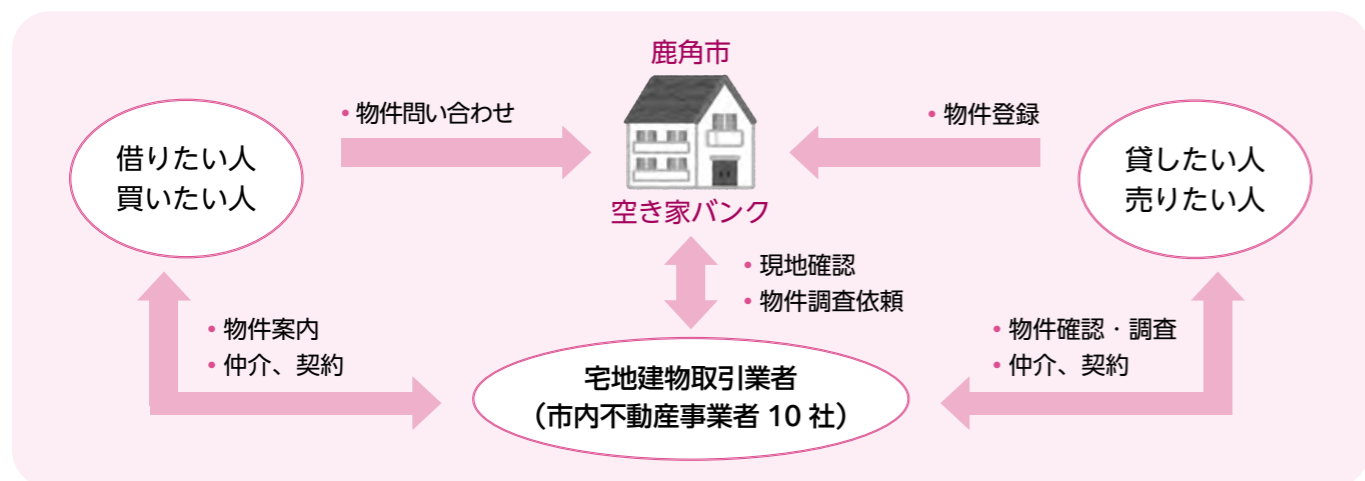 鹿角市
空き家バンク
・物件問い合わせ
・物件登録
借りたい人
買いたい人
貸したい人
売りたい人
・現地確認
・物件調査依頼
・物件案内
・仲介、契約
・物件確認・調査
・仲介、契約
宅地建物取引業者
（市内不動産事業者 10 社）